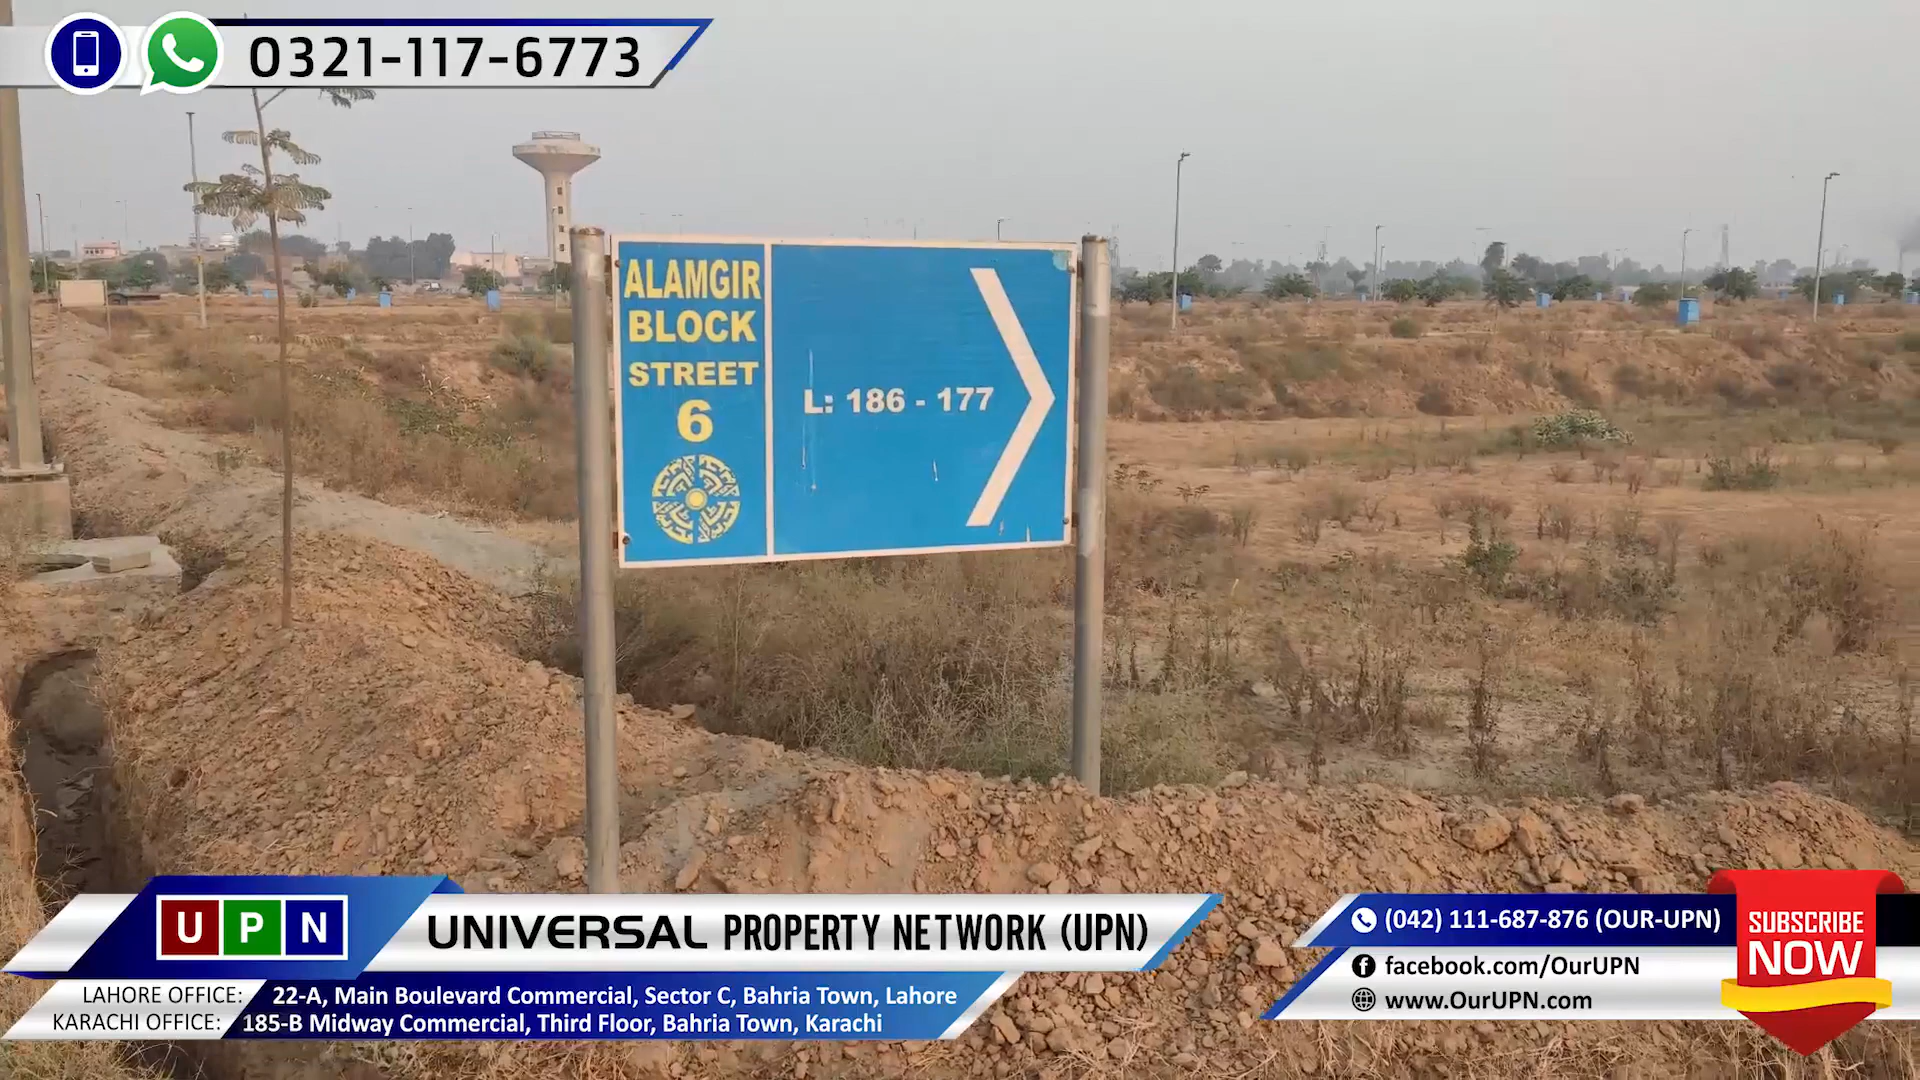 0321-117-6773
ALAMGIR
BLOCK
STREET
6
L: 186 - 177
UPN
UNIVERSAL PROPERTY NETWORK (UPN)
LAHORE OFFICE: 22-A, Main Boulevard Commercial, Sector C, Bahria Town, Lahore
KARACHI OFFICE: 185-B Midway Commercial, Third Floor, Bahria Town, Karachi
(042) 111-687-876 (OUR-UPN)
facebook.com/OurUPN
www.OurUPN.com
SUBSCRIBE
NOW